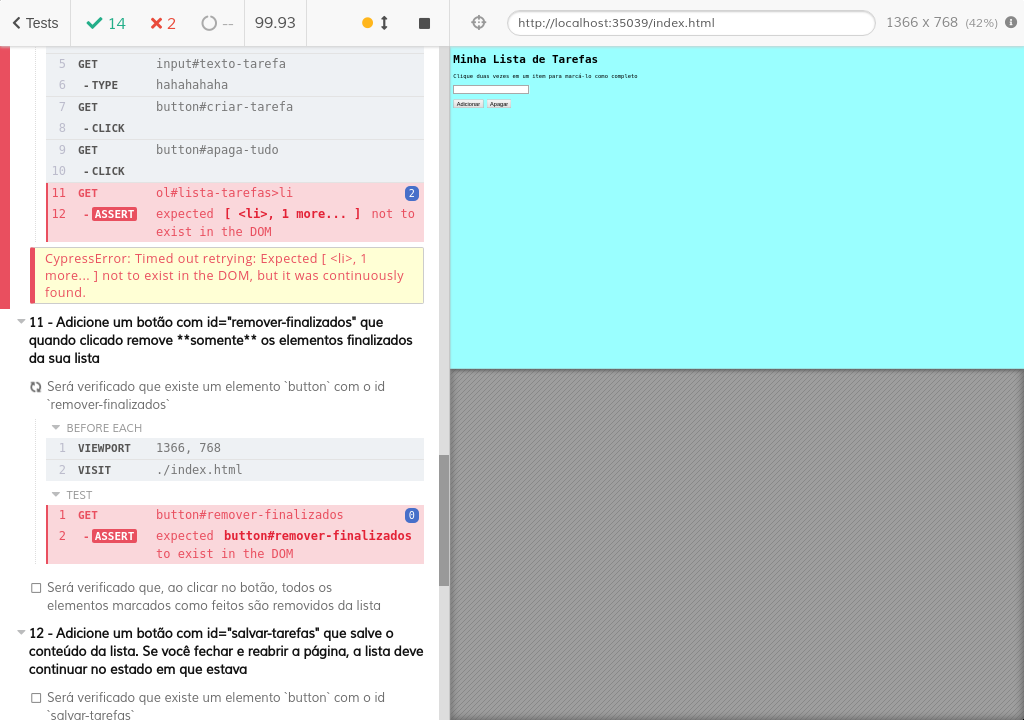 Tests 14 2 -- 99.93 http://localhost:35039/index.html 1366 x 768 (42%)
5 GET input#texto-tarefa
6 - TYPE hahahahaha
7 GET button#criar-tarefa
8 - CLICK
9 GET button#apaga-tudo
10 - CLICK
11 GET ol#lista-tarefas>li 2
12 - ASSERT expected [ <li>, 1 more... ] not to
exist in the DOM
CypressError: Timed out retrying: Expected [ <li>, 1
more... ] not to exist in the DOM, but it was continuously
found.
11 - Adicione um botão com id="remover-finalizados" que
quando clicado remove **somente** os elementos finalizados
da sua lista
Será verificado que existe um elemento `button` com o id
`remover-finalizados`
BEFORE EACH
1 VIEWPORT 1366, 768
2 VISIT ./index.html
TEST
1 GET button#remover-finalizados 0
2 - ASSERT expected button#remover-finalizados
to exist in the DOM
Será verificado que, ao clicar no botão, todos os
elementos marcados como feitos são removidos da lista
12 - Adicione um botão com id="salvar-tarefas" que salve o
conteúdo da lista. Se você fechar e reabrir a página, a lista deve
continuar no estado em que estava
Será verificado que existe um elemento `button` com o id
`salvar-tarefas`
Minha Lista de Tarefas
Clique duas vezes em um item para marcá-lo como completo
Adicionar Apagar